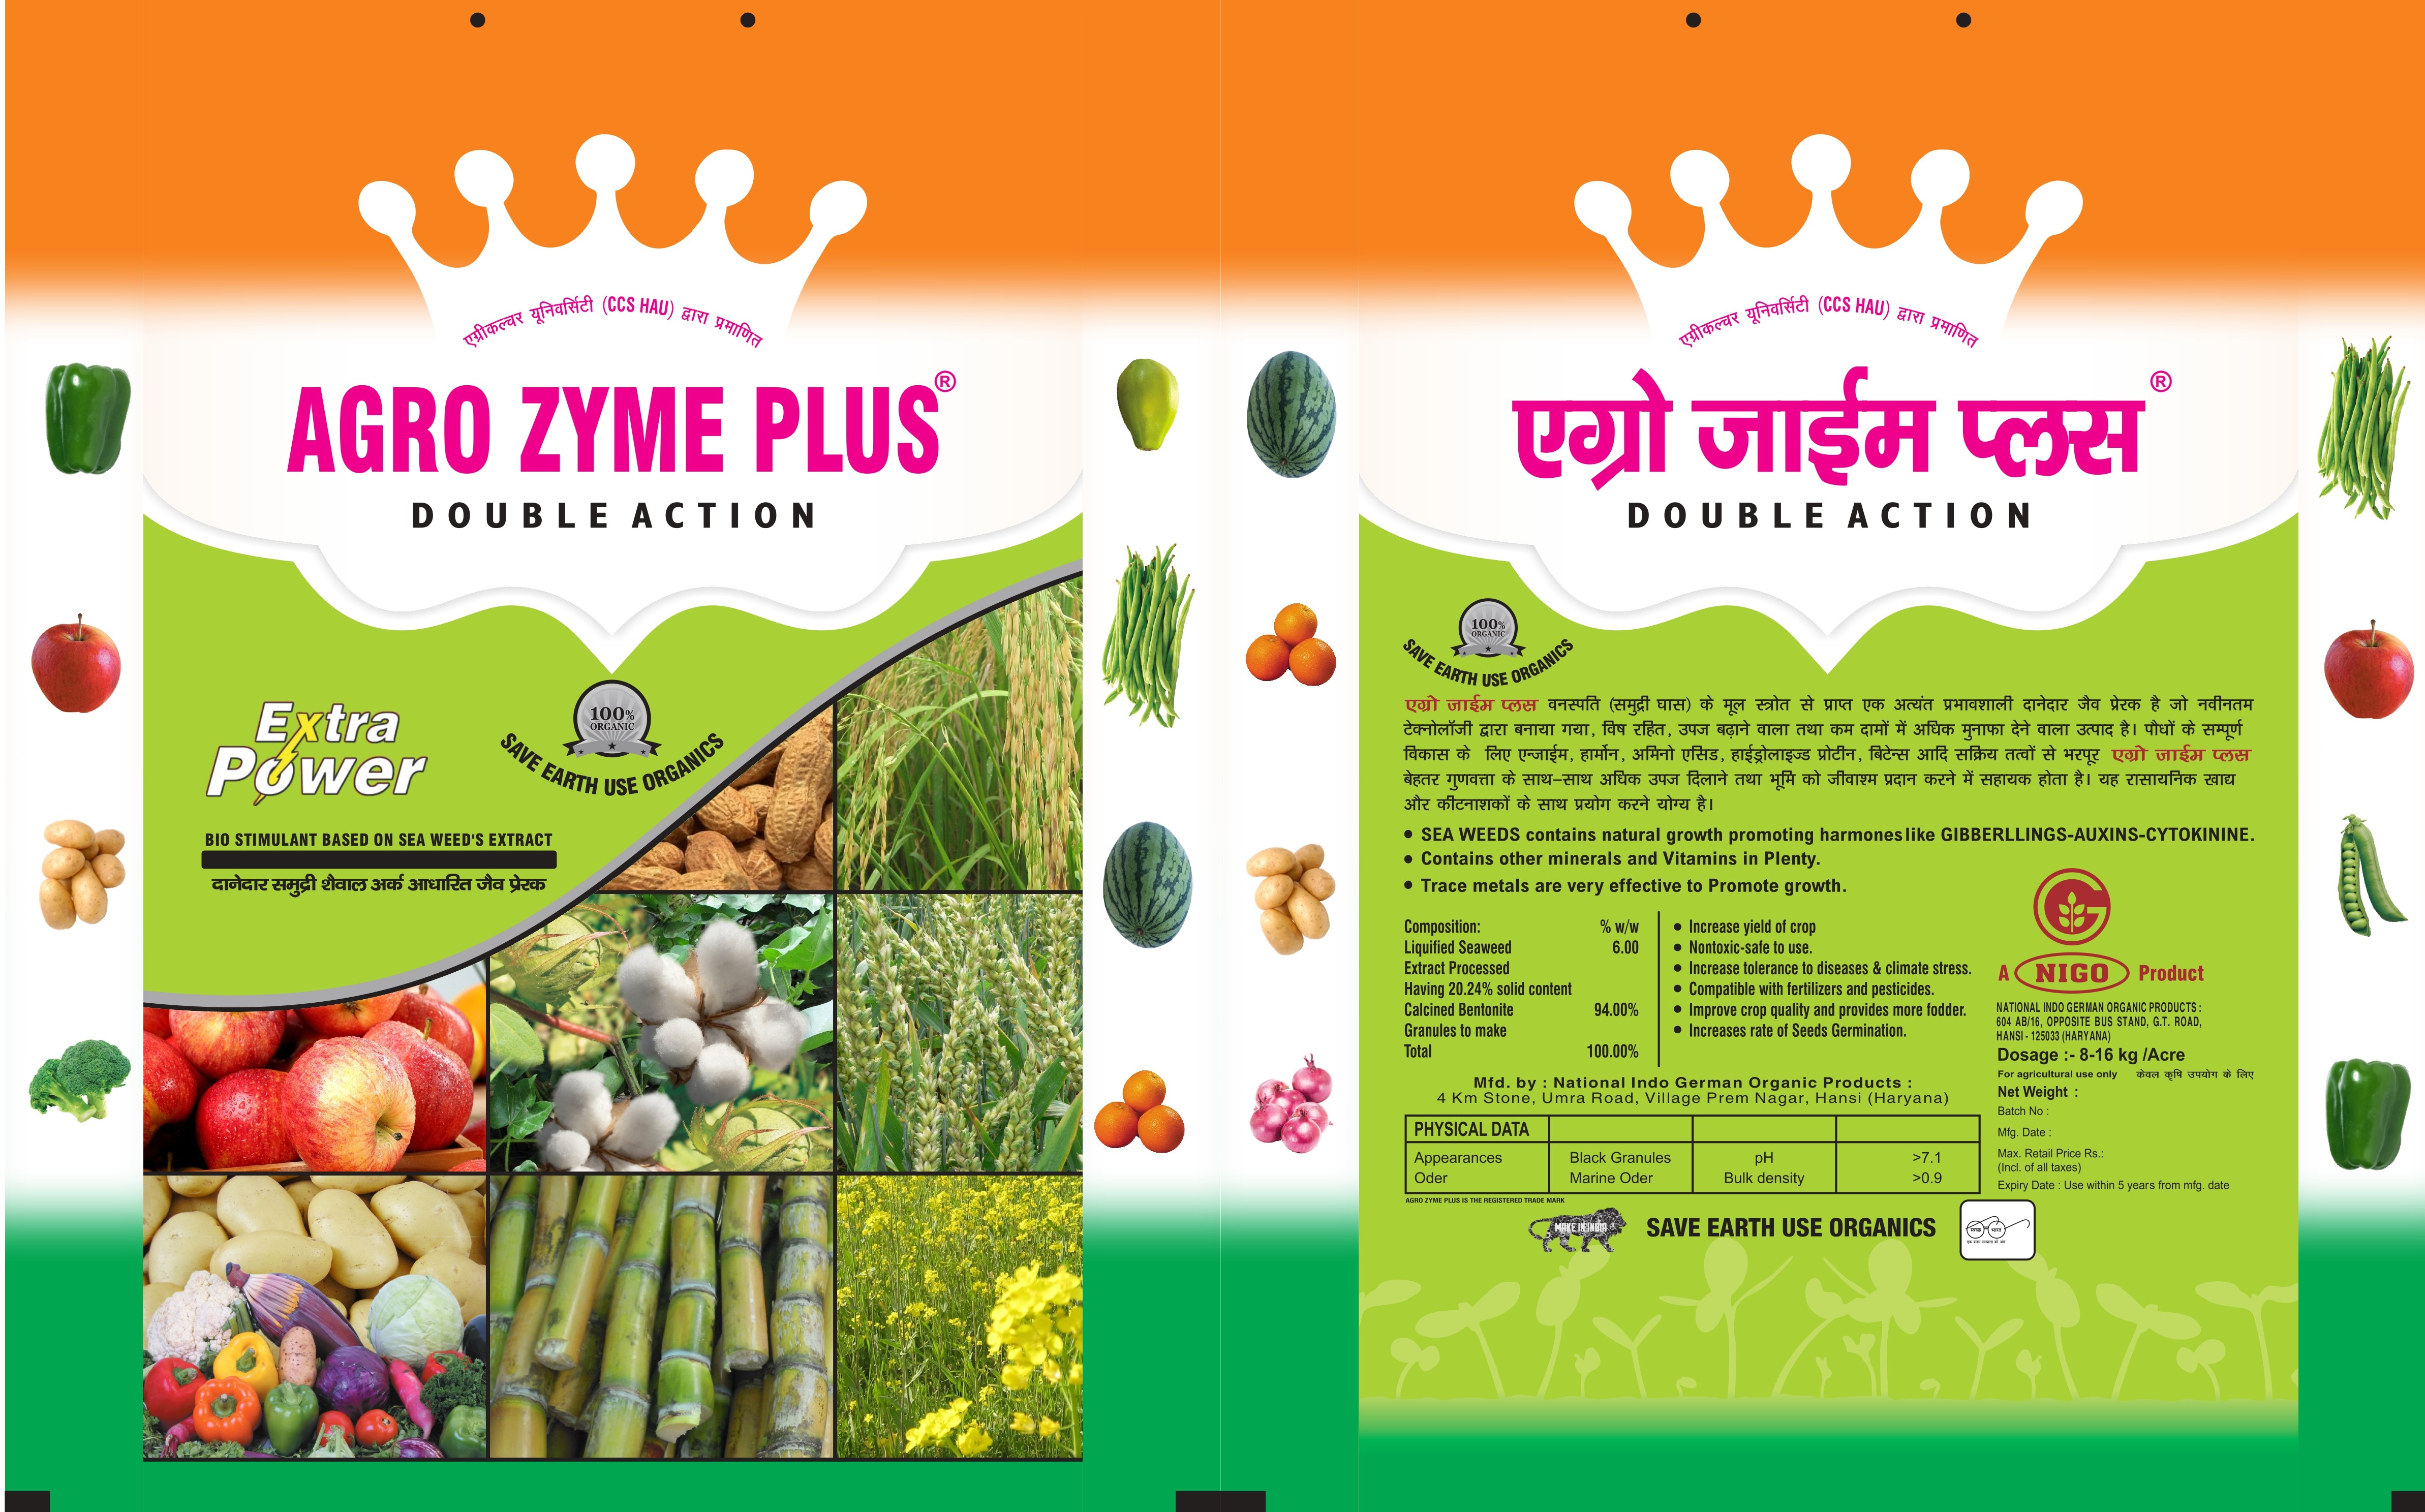 एग्रीकल्चर यूनिवर्सिटी (CCS HAU) द्वारा प्रमाणित
AGRO ZYME PLUS®
DOUBLE ACTION
Extra
Power
100%
ORGANIC
SAVE EARTH USE ORGANICS
BIO STIMULANT BASED ON SEA WEED'S EXTRACT
दानेदार समुद्री शैवाल अर्क आधारित जैव प्रेरक
एग्रीकल्चर यूनिवर्सिटी (CCS HAU) द्वारा प्रमाणित
एग्रो जाईम प्लस®
DOUBLE ACTION
100%
ORGANIC
SAVE EARTH USE ORGANICS
एग्रो जाईम प्लस वनस्पति (समुद्री घास) के मूल स्त्रोत से प्राप्त एक अत्यंत प्रभावशाली दानेदार जैव प्रेरक है जो नवीनतम
टेक्नोलॉजी द्वारा बनाया गया, विष रहित, उपज बढ़ाने वाला तथा कम दामों में अधिक मुनाफा देने वाला उत्पाद है। पौधों के सम्पूर्ण
विकास के लिए एन्जाईम, हार्मोन, अमिनो एसिड, हाईड्रोलाइज्ड प्रोटीन, बिटेन्स आदि सक्रिय तत्वों से भरपूर एग्रो जाईम प्लस
बेहतर गुणवत्ता के साथ-साथ अधिक उपज दिलाने तथा भूमि को जीवाश्म प्रदान करने में सहायक होता है। यह रासायनिक खाद्य
और कीटनाशकों के साथ प्रयोग करने योग्य है।
• SEA WEEDS contains natural growth promoting harmones like GIBBERLLINGS-AUXINS-CYTOKININE.
• Contains other minerals and Vitamins in Plenty.
• Trace metals are very effective to Promote growth.
Composition: % w/w
Liquified Seaweed 6.00
Extract Processed
Having 20.24% solid content
Calcined Bentonite 94.00%
Granules to make
Total 100.00%
• Increase yield of crop
• Nontoxic-safe to use.
• Increase tolerance to diseases & climate stress.
• Compatible with fertilizers and pesticides.
• Improve crop quality and provides more fodder.
• Increases rate of Seeds Germination.
A NIGO Product
NATIONAL INDO GERMAN ORGANIC PRODUCTS :
604 AB/16, OPPOSITE BUS STAND, G.T. ROAD,
HANSI - 125033 (HARYANA)
Dosage :- 8-16 kg /Acre
For agricultural use only केवल कृषि उपयोग के लिए
Net Weight :
Batch No :
Mfg. Date :
Max. Retail Price Rs.:
(Incl. of all taxes)
Expiry Date : Use within 5 years from mfg. date
Mfd. by : National Indo German Organic Products :
4 Km Stone, Umra Road, Village Prem Nagar, Hansi (Haryana)
PHYSICAL DATA
Appearances Black Granules pH >7.1
Oder Marine Oder Bulk density >0.9
AGRO ZYME PLUS IS THE REGISTERED TRADE MARK
MAKE IN INDIA
SAVE EARTH USE ORGANICS
स्वच्छ भारत
एक कदम स्वच्छता की ओर